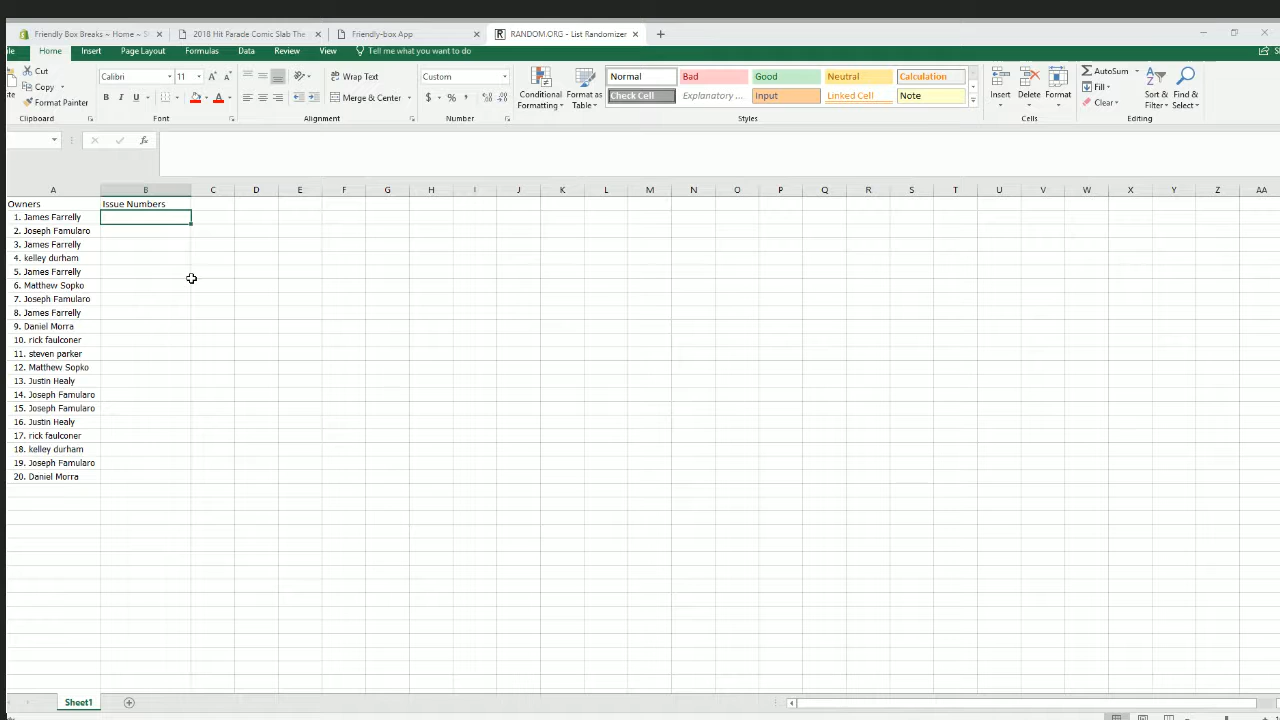 Friendly Box Breaks ~ Home ~ S
2018 Hit Parade Comic Slab The
Friendly-box App
RANDOM.ORG - List Randomizer
Home Insert Page Layout Formulas Data Review View Tell me what you want to do
Cut
Copy
Format Painter
Clipboard
Calibri 11
B I U
Font
Wrap Text
Merge & Center
Alignment
Custom
$ % ,
Number
Conditional Formatting
Format as Table
Normal Bad Good Neutral Calculation
Check Cell Explanatory ... Input Linked Cell Note
Styles
Insert Delete Format
Cells
AutoSum
Fill
Clear
Sort & Filter
Find & Select
Editing
fx
A B C D E F G H I J K L M N O P Q R S T U V W X Y Z AA
Owners Issue Numbers
1. James Farrelly
2. Joseph Famularo
3. James Farrelly
4. kelley durham
5. James Farrelly
6. Matthew Sopko
7. Joseph Famularo
8. James Farrelly
9. Daniel Morra
10. rick faulconer
11. steven parker
12. Matthew Sopko
13. Justin Healy
14. Joseph Famularo
15. Joseph Famularo
16. Justin Healy
17. rick faulconer
18. kelley durham
19. Joseph Famularo
20. Daniel Morra
Sheet1